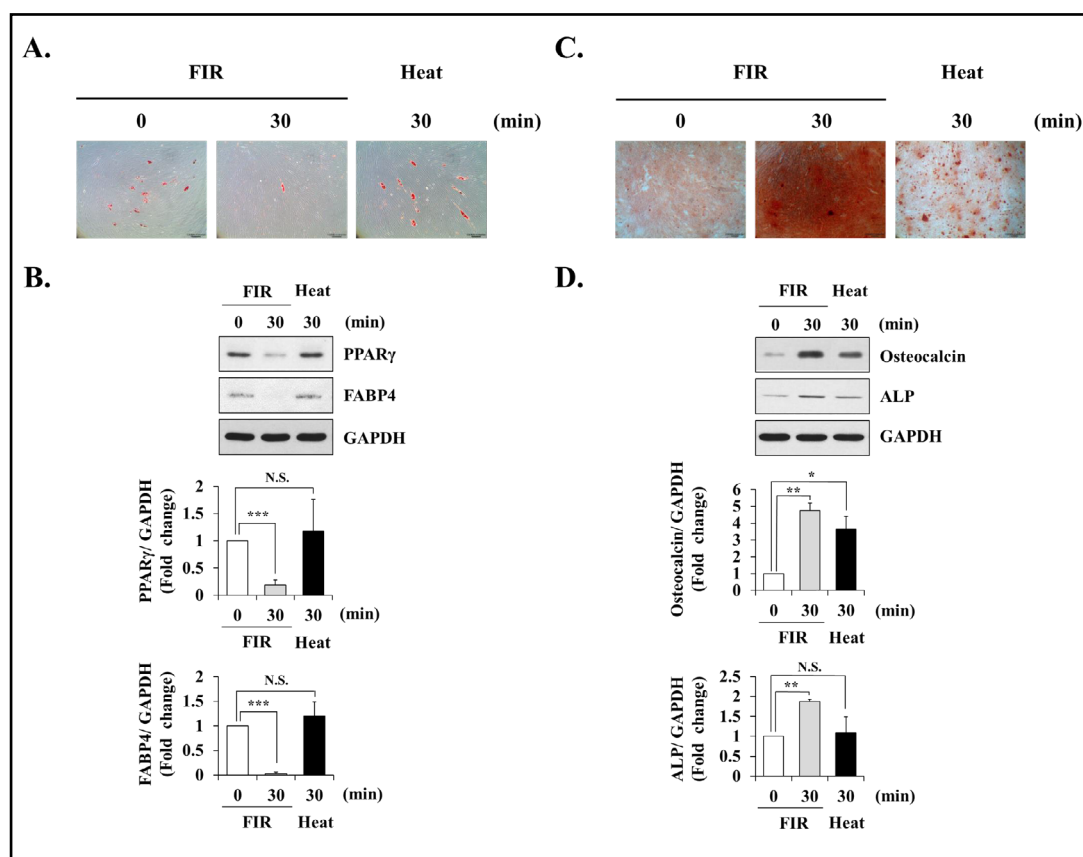 A.
FIR Heat
0 30 30 (min)
B.
FIR Heat
0 30 30 (min)
PPARγ
FABP4
GAPDH
PPARγ/ GAPDH
(Fold change)
2
1.5
1
0.5
0
N.S.
***
0 30 30 (min)
FIR Heat
FABP4/ GAPDH
(Fold change)
2
1.5
1
0.5
0
N.S.
***
0 30 30 (min)
FIR Heat
C.
FIR Heat
0 30 30 (min)
D.
FIR Heat
0 30 30 (min)
Osteocalcin
ALP
GAPDH
Osteocalcin/ GAPDH
(Fold change)
6
5
4
3
2
1
0
*
**
0 30 30 (min)
FIR Heat
ALP/ GAPDH
(Fold change)
2.5
2
1.5
1
0.5
0
N.S.
**
0 30 30 (min)
FIR Heat